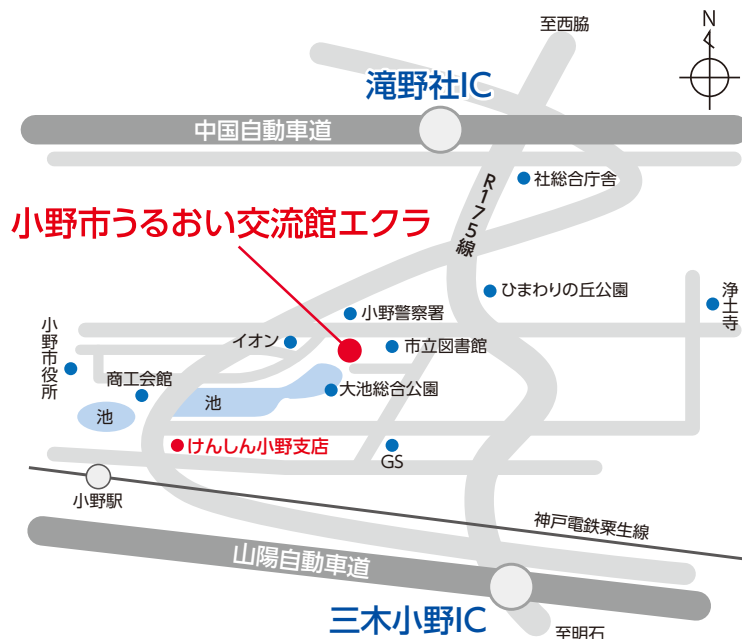 至西脇
N
滝野社IC
中国自動車道
社総合庁舎
R175線
小野市うるおい交流館エクラ
ひまわりの丘公園
浄土寺
小野警察署
イオン
市立図書館
小野市役所
商工会館
大池総合公園
池
池
けんしん小野支店
GS
小野駅
神戸電鉄粟生線
山陽自動車道
三木小野IC
至明石